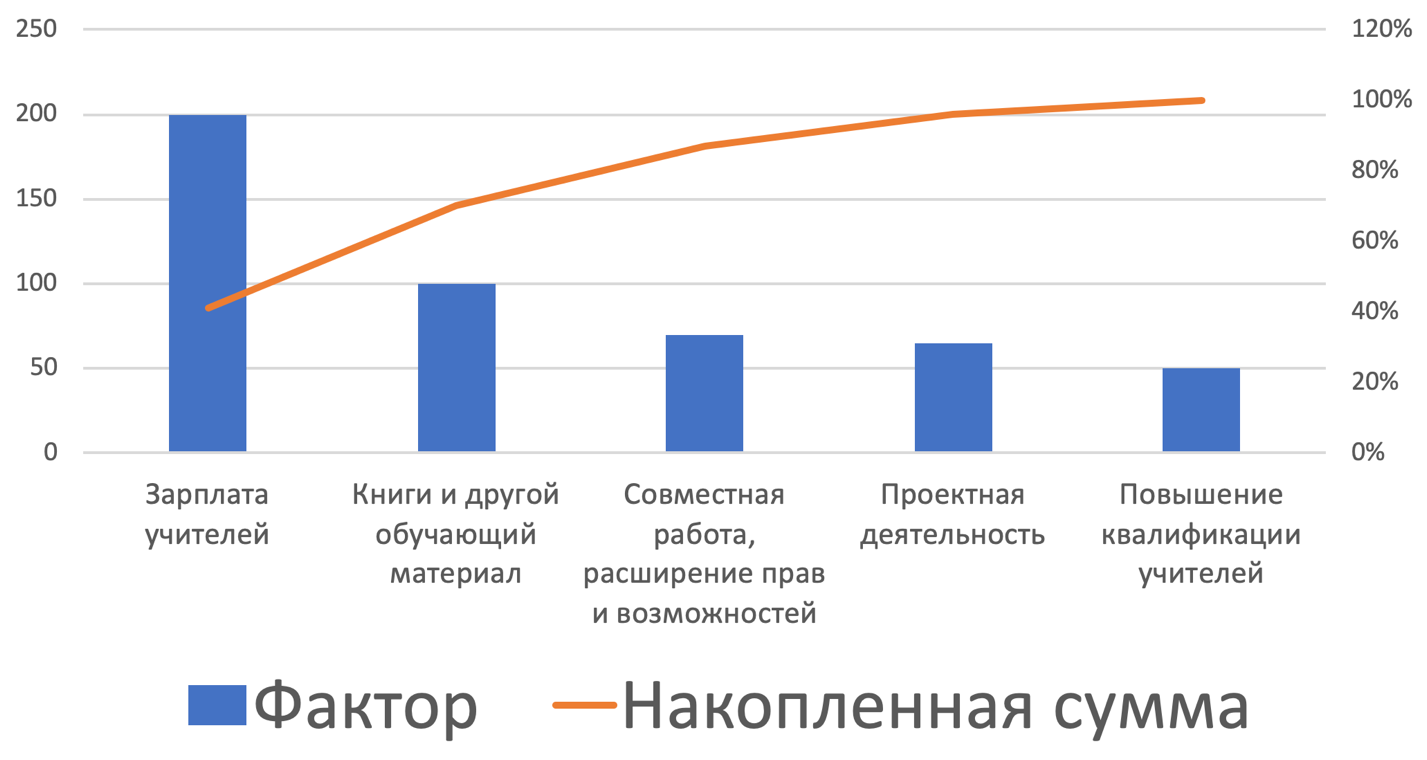 250
200
150
100
50
0
120%
100%
80%
60%
40%
20%
0%
Зарплата
учителей
Книги и другой
обучающий
материал
Совместная
работа,
расширение прав
и возможностей
Проектная
деятельность
Повышение
квалификации
учителей
Фактор
Накопленная сумма